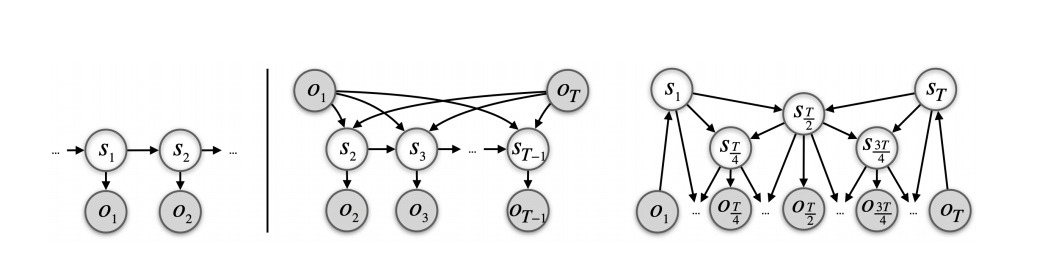 ... s_1 s_2 ...
o_1 o_2
o_1 o_T
s_2 s_3 ... s_{T-1}
o_2 o_3 o_{T-1}
s_1 s_T
s_{\frac{T}{2}}
s_{\frac{T}{4}} s_{\frac{3T}{4}}
o_1 ... o_{\frac{T}{4}} ... o_{\frac{T}{2}} ... o_{\frac{3T}{4}} ... o_T